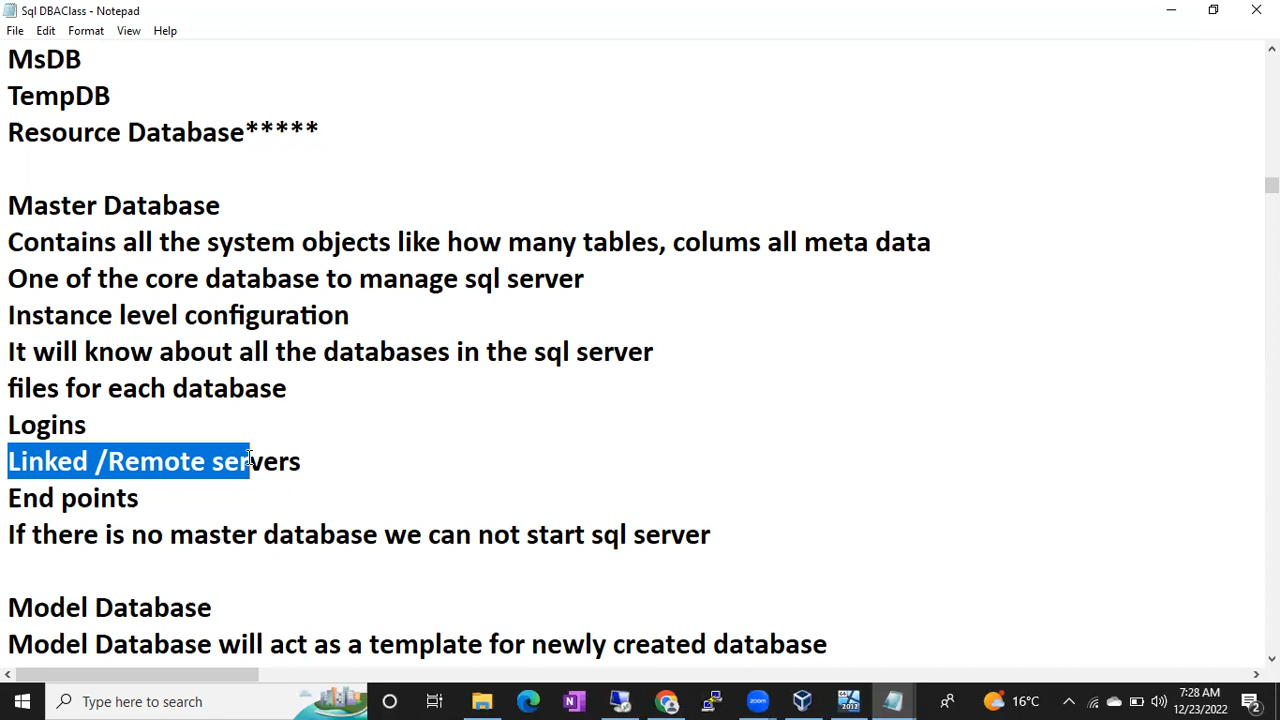 Sql DBAClass - Notepad
File Edit Format View Help
MsDB
TempDB
Resource Database*****
Master Database
Contains all the system objects like how many tables, colums all meta data
One of the core database to manage sql server
Instance level configuration
It will know about all the databases in the sql server
files for each database
Logins
Linked /Remote servers
End points
If there is no master database we can not start sql server
Model Database
Model Database will act as a template for newly created database
Type here to search
zoom
2012
16°C
7:28 AM
12/23/2022
2